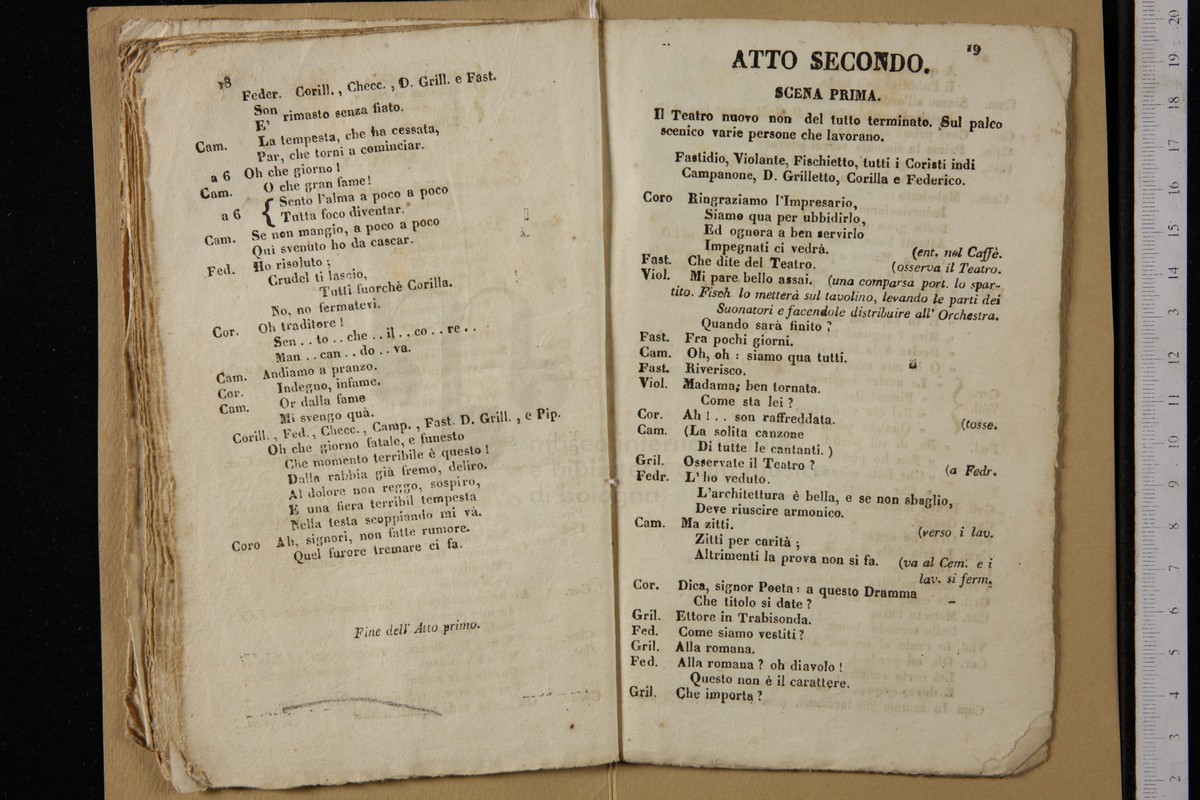 18
Feder. Corill., Checc., D. Grill. e Fast.
Son
rimasto senza fiato.
E'
Cam. La tempesta, che ha cessata,
Par, che torni a cominciar.
a 6 Oh che giorno !
Cam. O che gran fame!
a 6 { Sento l'alma a poco a poco
Tutta foco diventar.
Cam. Se non mangio, a poco a poco
Qui svenuto ho da cascar.
Fed. Ho risoluto ;
Crudel ti lascio,
Tutti fuorchè Corilla.
No, no fermatevi.
Cor. Oh traditore !
Sen . . to . . che . . il . . co . . re . .
Man . . can . . do . . va.
Cam. Andiamo a pranzo.
Cor. Indegno, infame.
Cam. Or dalla fame
Mi svengo quà.
Corill., Fed., Checc., Camp., Fast. D. Grill., e Pip.
Oh che giorno fatale, e funesto
Che momento terribile è questo !
Dalla rabbia già fremo, deliro.
Al dolore non reggo, sospiro,
E una fiera terribil tempesta
Nella testa scoppiando mi và.
Coro Ah, signori, non fatte rumore.
Quel furore tremare ci fa.
Fine dell' Atto primo.
19
ATTO SECONDO.
SCENA PRIMA.
Il Teatro nuovo non del tutto terminato. Sul palco
scenico varie persone che lavorano.
Fastidio, Violante, Fischietto, tutti i Coristi indi
Campanone, D. Grilletto, Corilla e Federico.
Coro Ringraziamo l'Impresario,
Siamo qua per ubbidirlo,
Ed ognora a ben servirlo
Impegnati ci vedrà. (ent. nel Caffè.
Fast. Che dite del Teatro. (osserva il Teatro.
Viol. Mi pare bello assai. (una comparsa port. lo spar-
tito. Fisch. lo metterà sul tavolino, levando le parti dei
Suonatori e facendole distribuire all' Orchestra.
Quando sarà finito ?
Fast. Fra pochi giorni.
Cam. Oh, oh : siamo qua tutti.
Fast. Riverisco.
Viol. Madama; ben tornata.
Come sta lei ?
Cor. Ah ! . . son raffreddata. (tosse.
Cam. (La solita canzone
Di tutte le cantanti. )
Gril. Osservate il Teatro ? (a Fedr.
Fedr. L' ho veduto.
L'architettura è bella, e se non sbaglio,
Deve riuscire armonico.
Cam. Ma zitti. (verso i lav.
Zitti per carità ;
Altrimenti la prova non si fa. (va al Cem. e i
lav. si ferm.
Cor. Dica, signor Poeta : a questo Dramma
Che titolo si date ?
Gril. Ettore in Trabisonda.
Fed. Come siamo vestiti ?
Gril. Alla romana.
Fed. Alla romana ? oh diavolo !
Questo non è il carattere.
Gril. Che importa ?